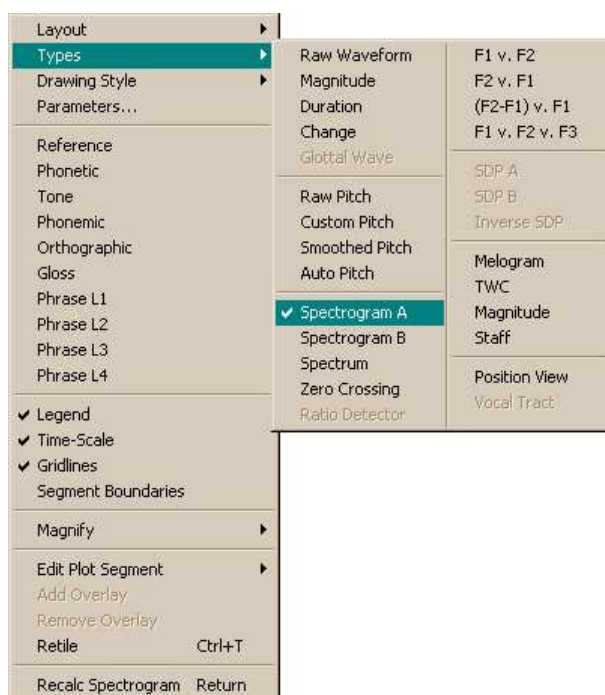 Layout
Types
Drawing Style
Parameters...
Reference
Phonetic
Tone
Phonemic
Orthographic
Gloss
Phrase L1
Phrase L2
Phrase L3
Phrase L4
Legend
Time-Scale
Gridlines
Segment Boundaries
Magnify
Edit Plot Segment
Add Overlay
Remove Overlay
Retile Ctrl+T
Recalc Spectrogram Return
Raw Waveform
Magnitude
Duration
Change
Glottal Wave
Raw Pitch
Custom Pitch
Smoothed Pitch
Auto Pitch
Spectrogram A
Spectrogram B
Spectrum
Zero Crossing
Ratio Detector
F1 v. F2
F2 v. F1
(F2-F1) v. F1
F1 v. F2 v. F3
SDP A
SDP B
Inverse SDP
Melogram
TWC
Magnitude
Staff
Position View
Vocal Tract